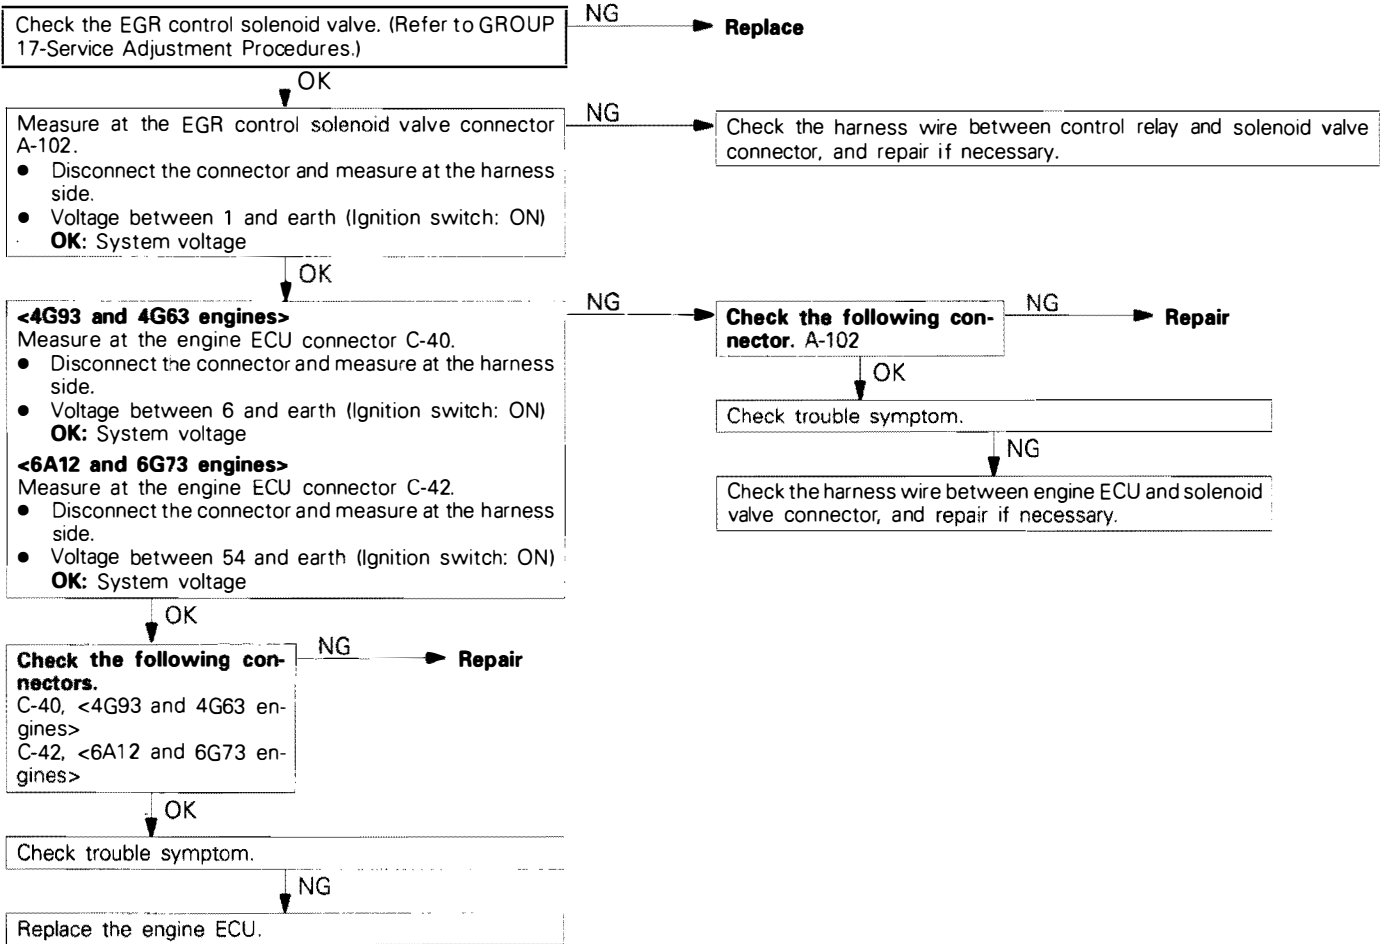 Check the EGR control solenoid valve. (Refer to GROUP
17-Service Adjustment Procedures.)
NG
Replace
OK
Measure at the EGR control solenoid valve connector
A-102.
● Disconnect the connector and measure at the harness
side.
● Voltage between 1 and earth (Ignition switch: ON)
OK: System voltage
NG
Check the harness wire between control relay and solenoid valve
connector, and repair if necessary.
OK
<4G93 and 4G63 engines>
Measure at the engine ECU connector C-40.
● Disconnect the connector and measure at the harness
side.
● Voltage between 6 and earth (Ignition switch: ON)
OK: System voltage
<6A12 and 6G73 engines>
Measure at the engine ECU connector C-42.
● Disconnect the connector and measure at the harness
side.
● Voltage between 54 and earth (Ignition switch: ON)
OK: System voltage
NG
Check the following con-
nector. A-102
NG
Repair
OK
Check trouble symptom.
NG
Check the harness wire between engine ECU and solenoid
valve connector, and repair if necessary.
OK
Check the following con-
nectors.
C-40, <4G93 and 4G63 en-
gines>
C-42, <6A12 and 6G73 en-
gines>
NG
Repair
OK
Check trouble symptom.
NG
Replace the engine ECU.